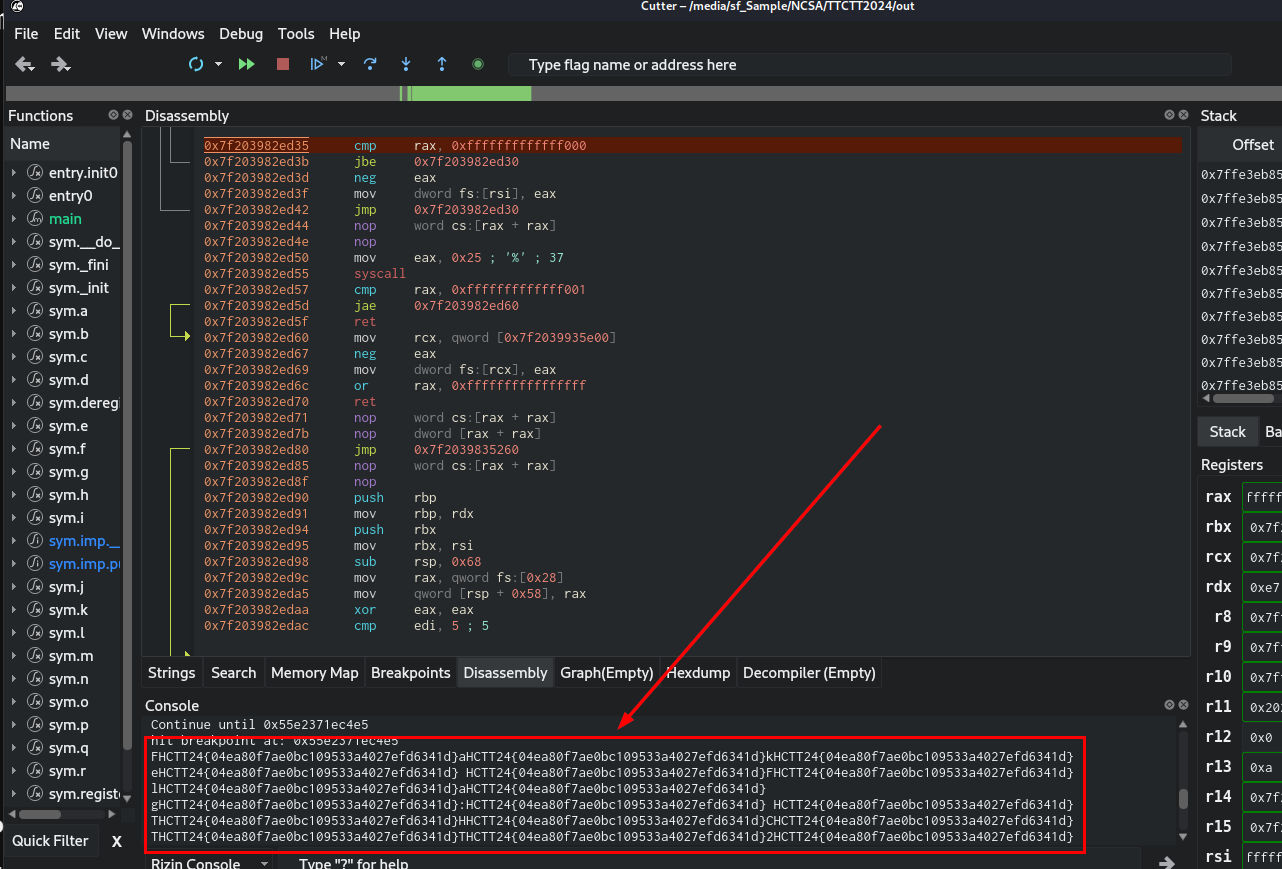 Cutter – /media/sf_Sample/NCSA/TTCTT2024/out
File Edit View Windows Debug Tools Help
Type flag name or address here
Functions
Name
entry.init0
entry0
main
sym.__do_
sym._fini
sym._init
sym.a
sym.b
sym.c
sym.d
sym.dereg
sym.e
sym.f
sym.g
sym.h
sym.i
sym.imp.__
sym.imp.pu
sym.j
sym.k
sym.l
sym.m
sym.n
sym.o
sym.p
sym.q
sym.r
sym.registe
Quick Filter X
Disassembly
0x7f203982ed35 cmp rax, 0xfffffffffffff000
0x7f203982ed3b jbe 0x7f203982ed30
0x7f203982ed3d neg eax
0x7f203982ed3f mov dword fs:[rsi], eax
0x7f203982ed42 jmp 0x7f203982ed30
0x7f203982ed44 nop word cs:[rax + rax]
0x7f203982ed4e nop
0x7f203982ed50 mov eax, 0x25 ; '%' ; 37
0x7f203982ed55 syscall
0x7f203982ed57 cmp rax, 0xfffffffffffff001
0x7f203982ed5d jae 0x7f203982ed60
0x7f203982ed5f ret
0x7f203982ed60 mov rcx, qword [0x7f2039935e00]
0x7f203982ed67 neg eax
0x7f203982ed69 mov dword fs:[rcx], eax
0x7f203982ed6c or rax, 0xffffffffffffffff
0x7f203982ed70 ret
0x7f203982ed71 nop word cs:[rax + rax]
0x7f203982ed7b nop dword [rax + rax]
0x7f203982ed80 jmp 0x7f2039835260
0x7f203982ed85 nop word cs:[rax + rax]
0x7f203982ed8f nop
0x7f203982ed90 push rbp
0x7f203982ed91 mov rbp, rdx
0x7f203982ed94 push rbx
0x7f203982ed95 mov rbx, rsi
0x7f203982ed98 sub rsp, 0x68
0x7f203982ed9c mov rax, qword fs:[0x28]
0x7f203982eda5 mov qword [rsp + 0x58], rax
0x7f203982edaa xor eax, eax
0x7f203982edac cmp edi, 5 ; 5
Strings Search Memory Map Breakpoints Disassembly Graph(Empty) Hexdump Decompiler (Empty)
Console
Continue until 0x55e2371ec4e5
hit breakpoint at: 0x55e2371ec4e5
FHCTT24{04ea80f7ae0bc109533a4027efd6341d}aHCTT24{04ea80f7ae0bc109533a4027efd6341d}kHCTT24{04ea80f7ae0bc109533a4027efd6341d}
eHCTT24{04ea80f7ae0bc109533a4027efd6341d} HCTT24{04ea80f7ae0bc109533a4027efd6341d}FHCTT24{04ea80f7ae0bc109533a4027efd6341d}
lHCTT24{04ea80f7ae0bc109533a4027efd6341d}aHCTT24{04ea80f7ae0bc109533a4027efd6341d}
gHCTT24{04ea80f7ae0bc109533a4027efd6341d}:HCTT24{04ea80f7ae0bc109533a4027efd6341d} HCTT24{04ea80f7ae0bc109533a4027efd6341d}
THCTT24{04ea80f7ae0bc109533a4027efd6341d}HHCTT24{04ea80f7ae0bc109533a4027efd6341d}CHCTT24{04ea80f7ae0bc109533a4027efd6341d}
THCTT24{04ea80f7ae0bc109533a4027efd6341d}THCTT24{04ea80f7ae0bc109533a4027efd6341d}2HCTT24{04ea80f7ae0bc109533a4027efd6341d}
Rizin Console Type "?" for help
Stack
Offset
0x7ffe3eb85
0x7ffe3eb85
0x7ffe3eb85
0x7ffe3eb85
0x7ffe3eb85
0x7ffe3eb85
0x7ffe3eb85
0x7ffe3eb85
0x7ffe3eb85
0x7ffe3eb85
Stack Ba
Registers
rax fffff
rbx 0x7f
rcx 0x7f
rdx 0xe7
r8 0x7f
r9 0x7f
r10 0x7f
r11 0x20
r12 0x0
r13 0xa
r14 0x7f
r15 0x7f
rsi fffff